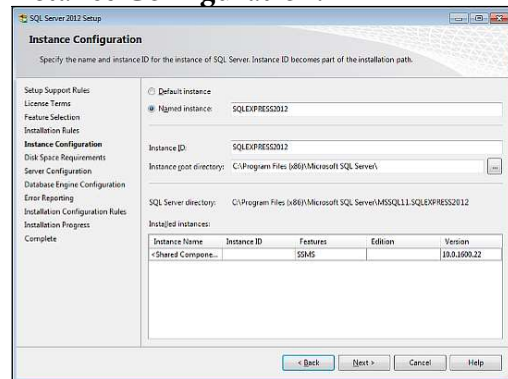 SQL Server 2012 Setup
Instance Configuration
Specify the name and instance ID for the instance of SQL Server. Instance ID becomes part of the installation path.
Setup Support Rules
License Terms
Feature Selection
Installation Rules
Instance Configuration
Disk Space Requirements
Server Configuration
Database Engine Configuration
Error Reporting
Installation Configuration Rules
Installation Progress
Complete
Default instance
Named instance: SQLEXPRESS2012
Instance ID: SQLEXPRESS2012
Instance root directory: C:\Program Files (x86)\Microsoft SQL Server\ ...
SQL Server directory: C:\Program Files (x86)\Microsoft SQL Server\MSSQL11.SQLEXPRESS2012
Installed instances:
Instance Name Instance ID Features Edition Version
<Shared Compone... SSMS 10.0.1600.22
< Back Next > Cancel Help